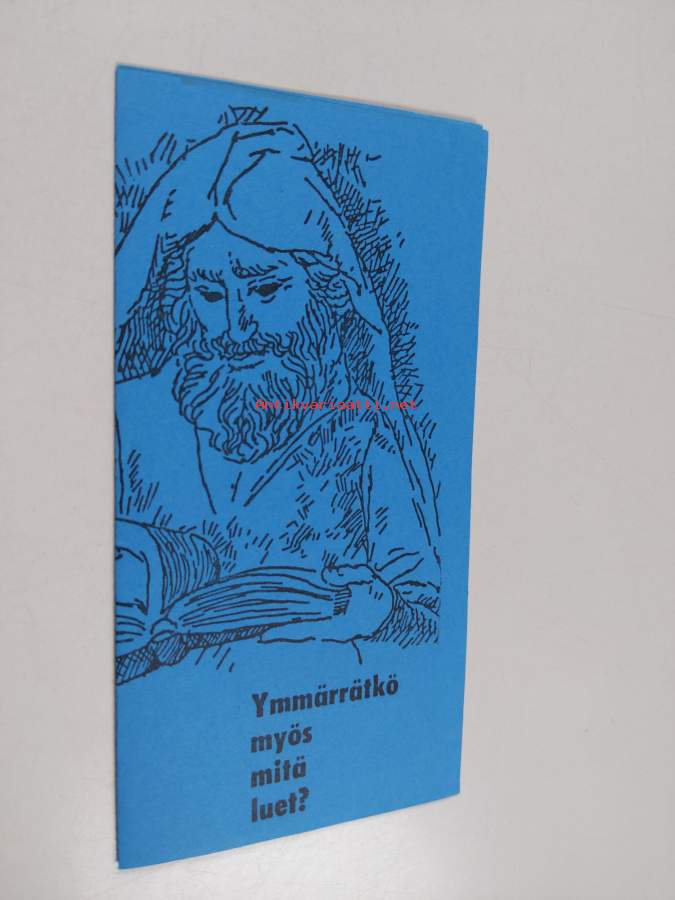 Antikvariaatti.net
Ymmärrätkö
myös
mitä
luet?